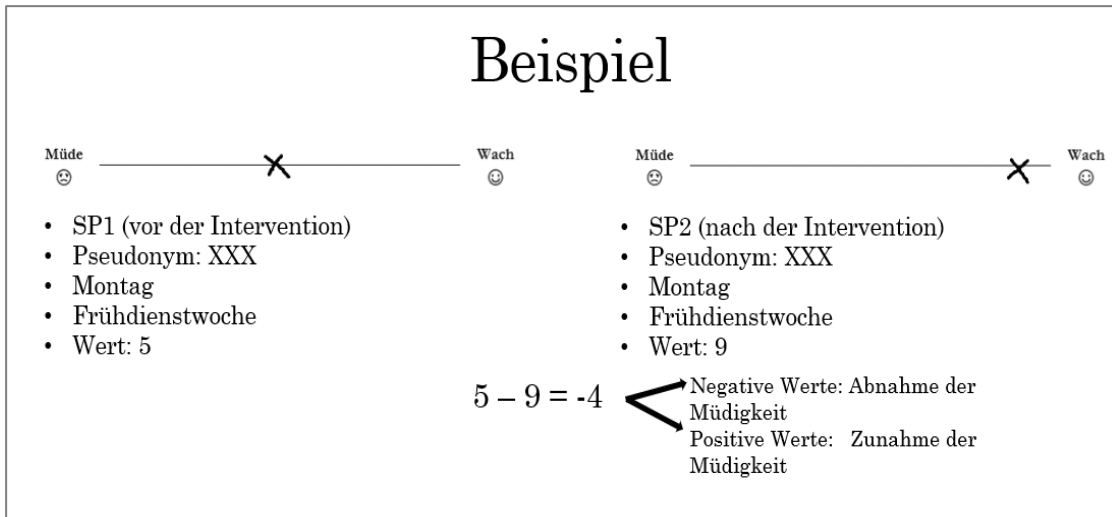 Beispiel
Müde
Wach
• SP1 (vor der Intervention)
• Pseudonym: XXX
• Montag
• Frühdienstwoche
• Wert: 5
Müde
Wach
• SP2 (nach der Intervention)
• Pseudonym: XXX
• Montag
• Frühdienstwoche
• Wert: 9
5 – 9 = -4
Negative Werte: Abnahme der
Müdigkeit
Positive Werte: Zunahme der
Müdigkeit